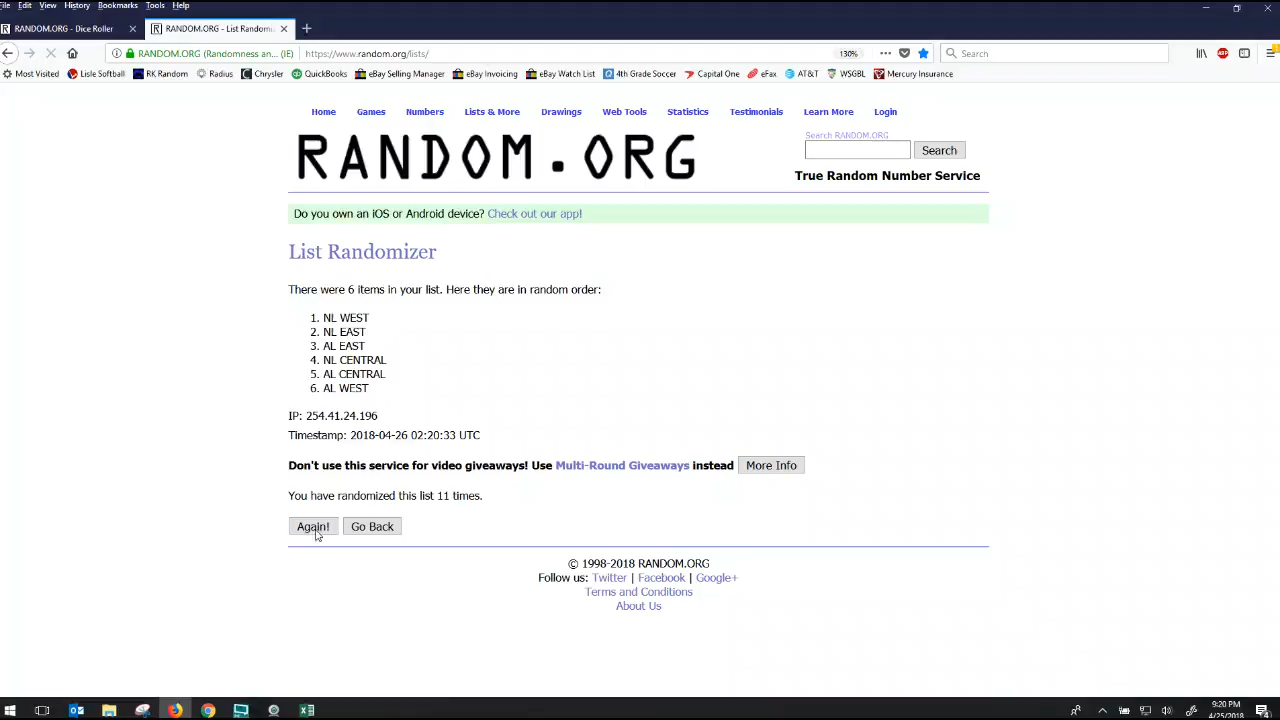 File Edit View History Bookmarks Tools Help
RANDOM.ORG - Dice Roller
RANDOM.ORG - List Randomi
RANDOM.ORG (Randomness an... (IE)
https://www.random.org/lists/
130%
Search
Most Visited Lisle Softball RK Random Radius Chrysler QuickBooks eBay Selling Manager eBay Invoicing eBay Watch List 4th Grade Soccer Capital One eFax AT&T WSGBL Mercury Insurance
Home Games Numbers Lists & More Drawings Web Tools Statistics Testimonials Learn More Login
RANDOM.ORG
Search RANDOM.ORG
Search
True Random Number Service
Do you own an iOS or Android device? Check out our app!
List Randomizer
There were 6 items in your list. Here they are in random order:
1. NL WEST
2. NL EAST
3. AL EAST
4. NL CENTRAL
5. AL CENTRAL
6. AL WEST
IP: 254.41.24.196
Timestamp: 2018-04-26 02:20:33 UTC
Don't use this service for video giveaways! Use Multi-Round Giveaways instead More Info
You have randomized this list 11 times.
Again! Go Back
© 1998-2018 RANDOM.ORG
Follow us: Twitter | Facebook | Google+
Terms and Conditions
About Us
9:20 PM
4/25/2018